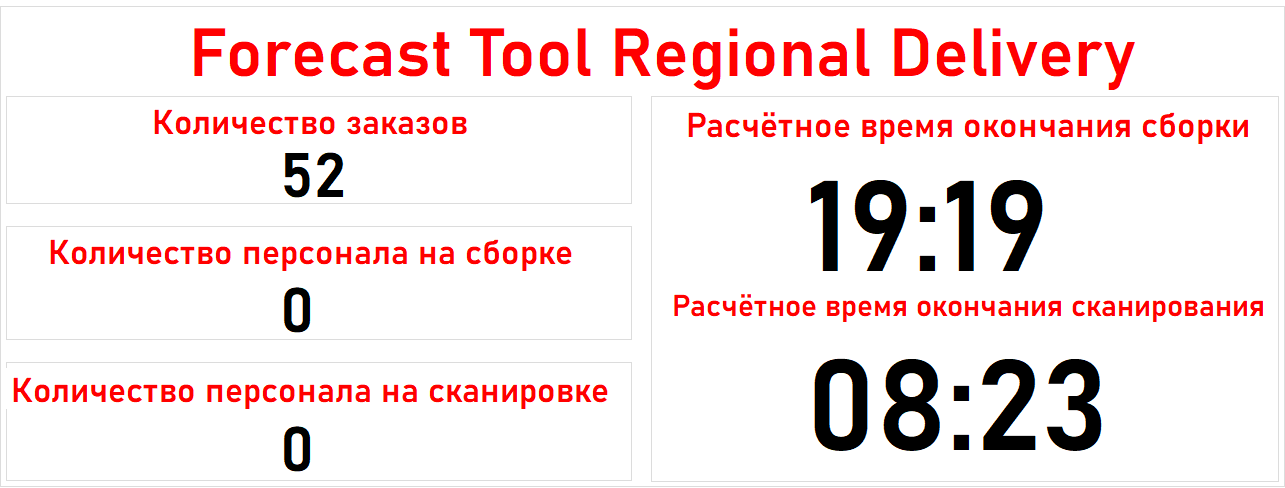 Forecast Tool Regional Delivery
Количество заказов
52
Количество персонала на сборке
0
Количество персонала на сканировке
0
Расчётное время окончания сборки
19:19
Расчётное время окончания сканирования
08:23